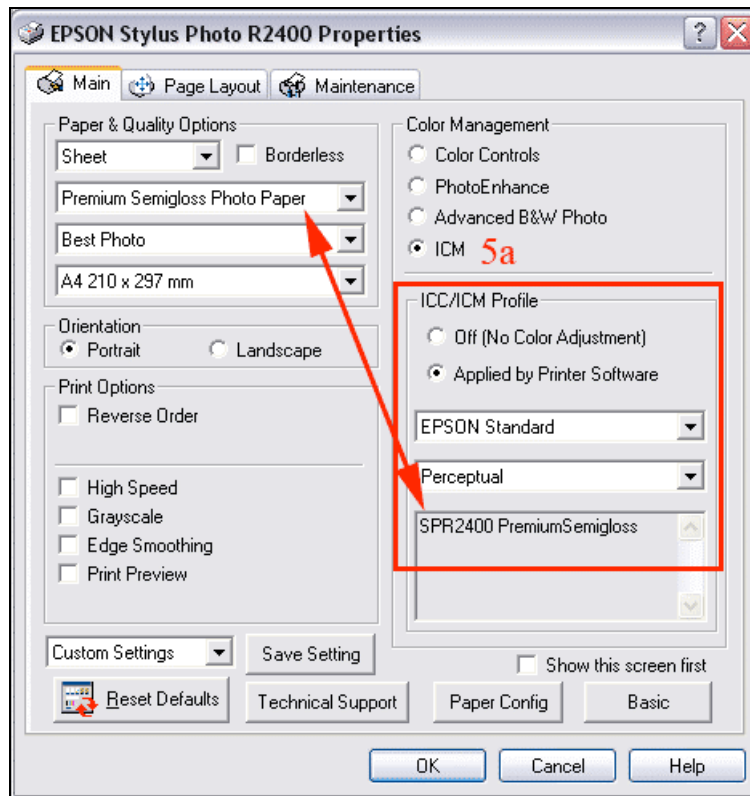 EPSON Stylus Photo R2400 Properties
?
Main
Page Layout
Maintenance
Paper & Quality Options
Sheet
Borderless
Premium Semigloss Photo Paper
Best Photo
A4 210 x 297 mm
Orientation
Portrait
Landscape
Print Options
Reverse Order
High Speed
Grayscale
Edge Smoothing
Print Preview
Color Management
Color Controls
PhotoEnhance
Advanced B&W Photo
ICM 5a
ICC/ICM Profile
Off (No Color Adjustment)
Applied by Printer Software
EPSON Standard
Perceptual
SPR2400 PremiumSemigloss
Custom Settings
Save Setting
Show this screen first
Reset Defaults
Technical Support
Paper Config
Basic
OK
Cancel
Help